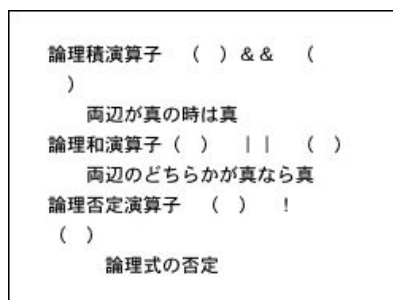 論理積演算子　(　)&&　(
)
両辺が真の時は真
論理和演算子(　)　||　(　)
両辺のどちらかが真なら真
論理否定演算子　(　)　!
(　)
論理式の否定